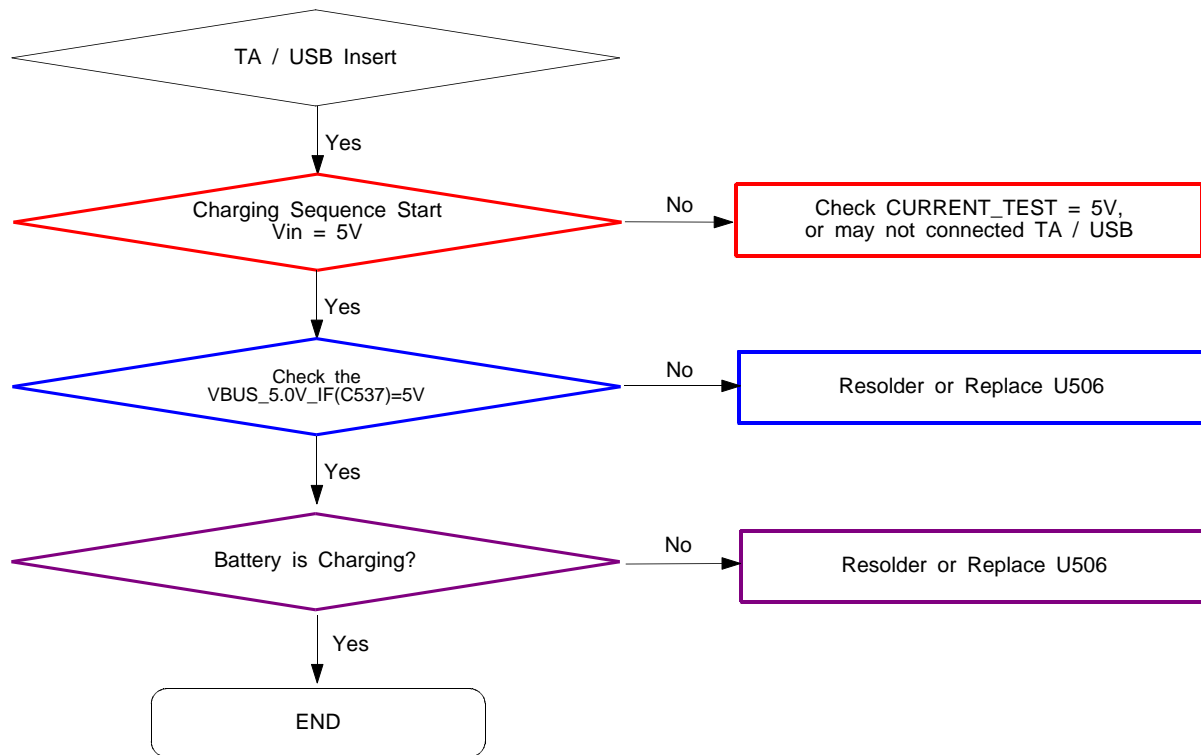 TA / USB Insert
Yes
Charging Sequence Start
Vin = 5V
No
Check CURRENT_TEST = 5V,
or may not connected TA / USB
Yes
Check the
VBUS_5.0V_IF(C537)=5V
No
Resolder or Replace U506
Yes
Battery is Charging?
No
Resolder or Replace U506
Yes
END